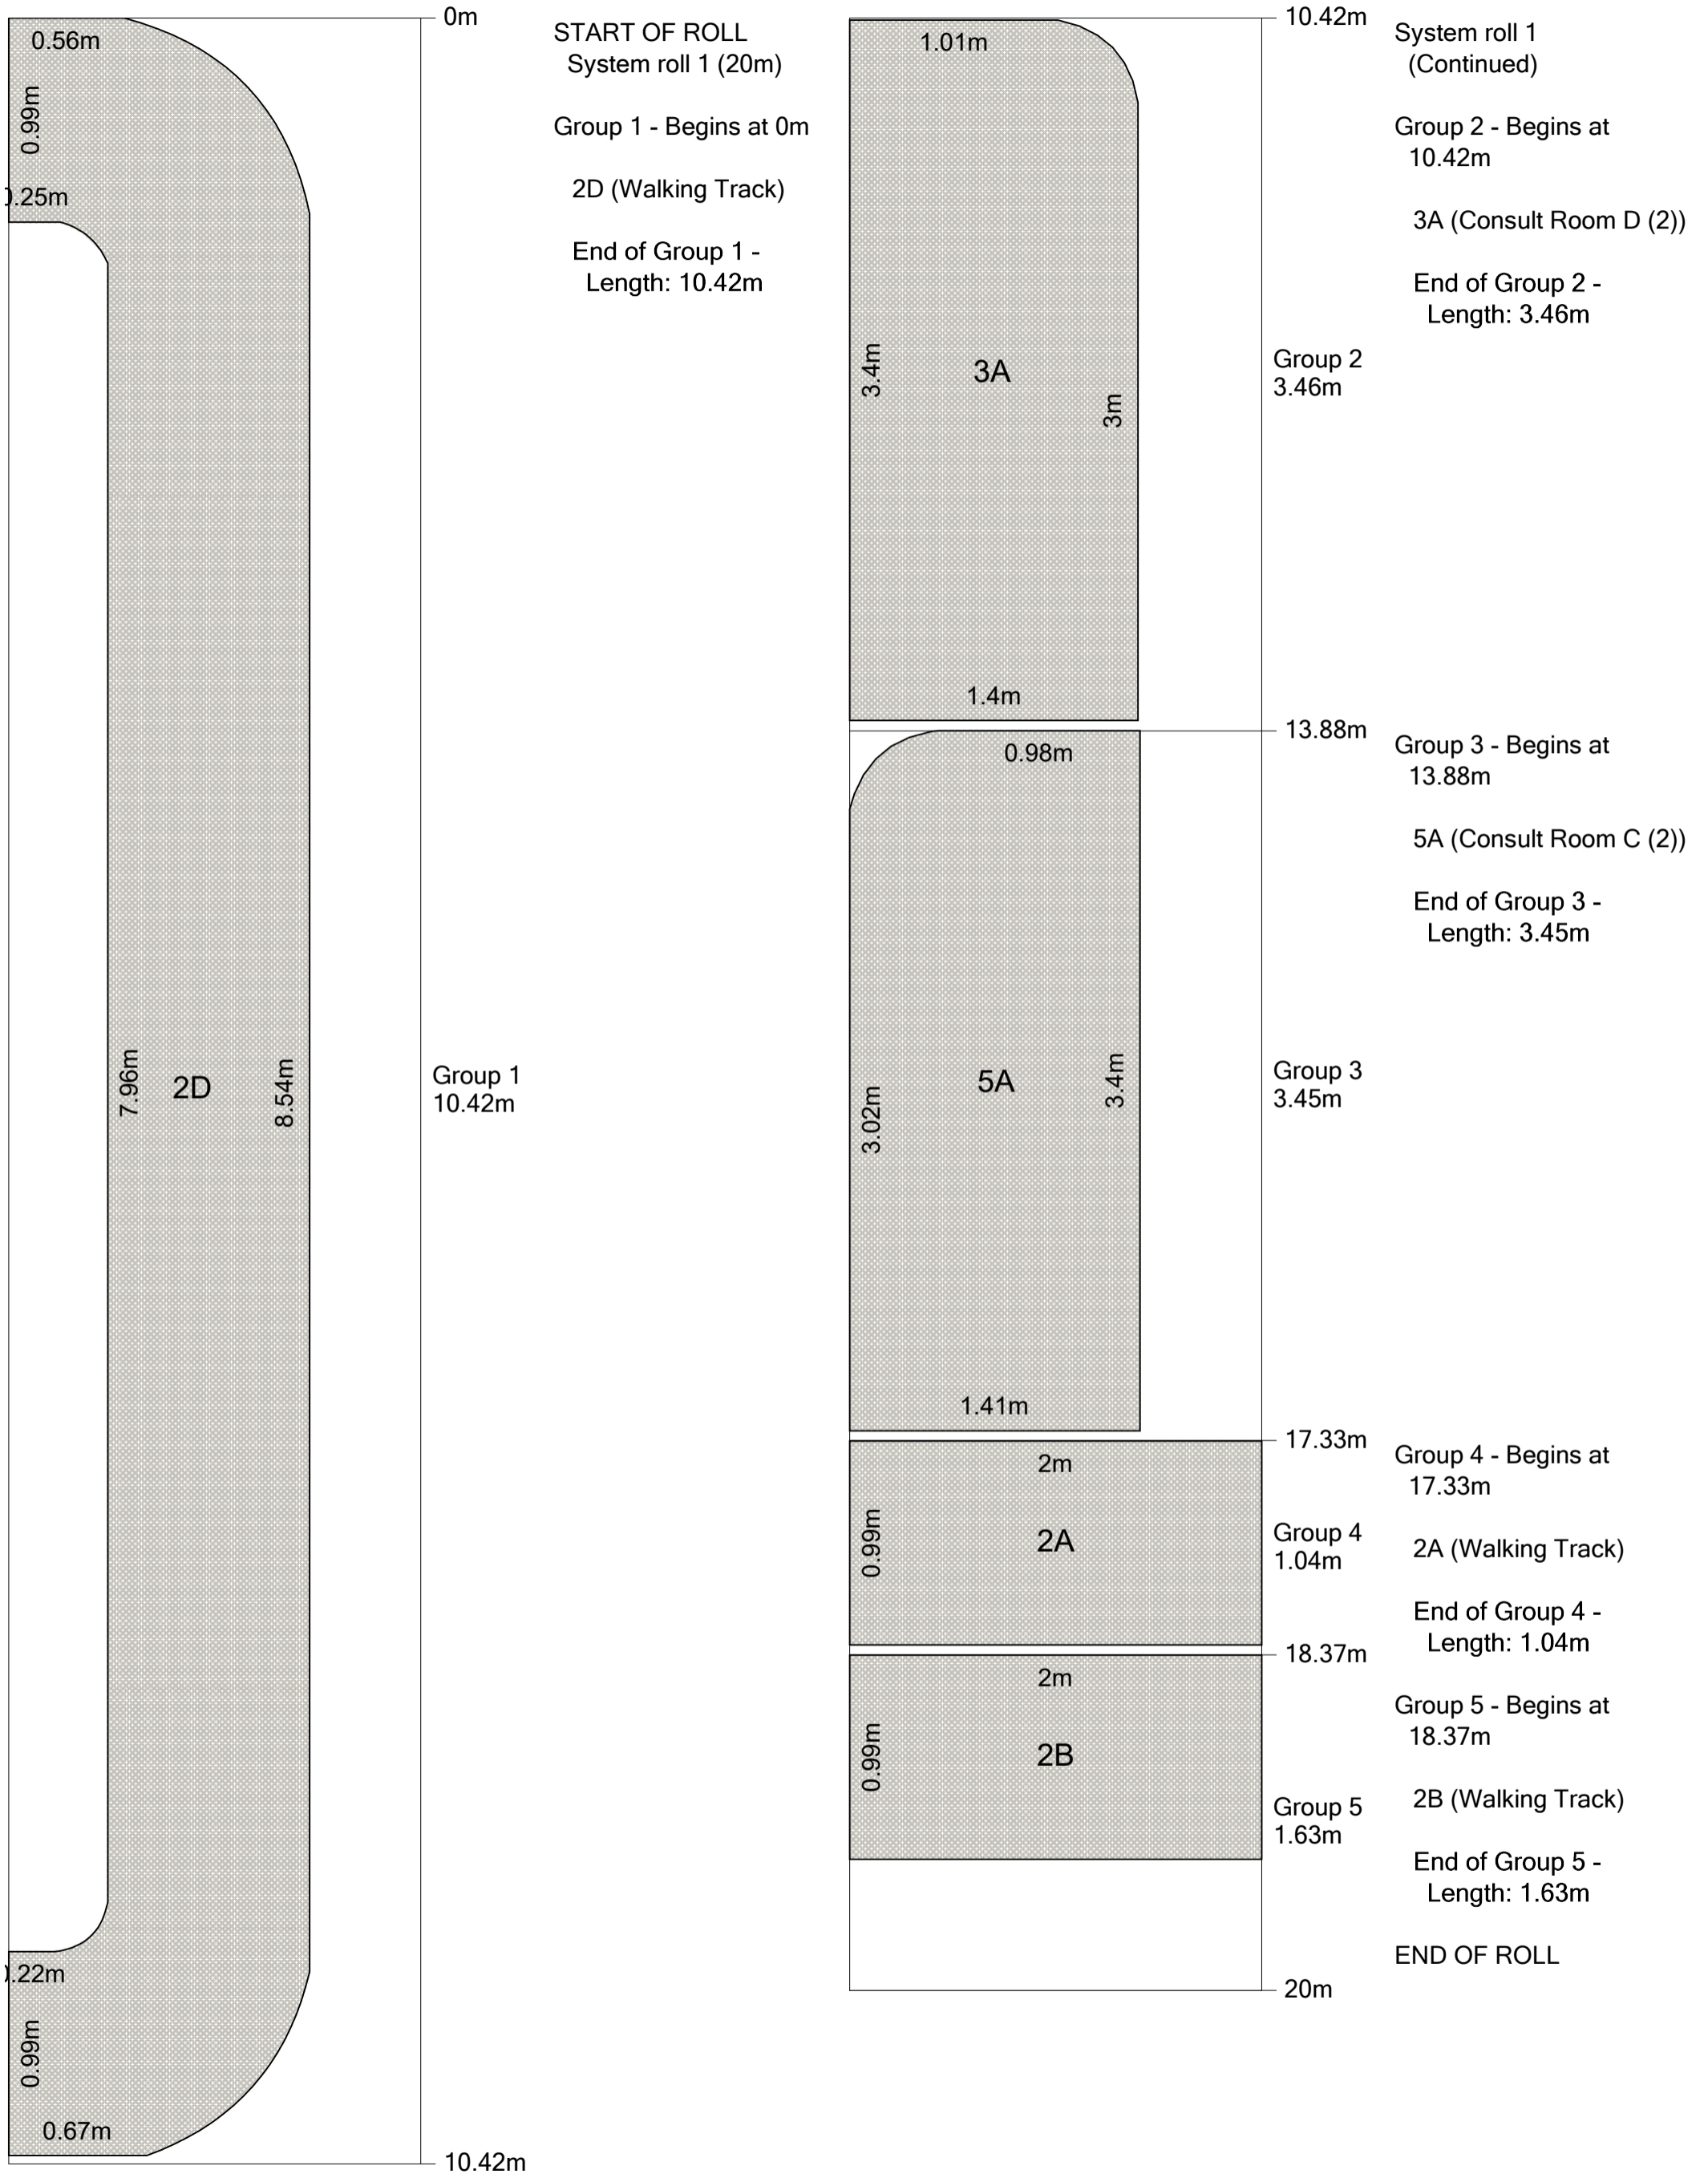 0m
0.56m
0.99m
.25m
7.96m
2D
8.54m
.22m
0.99m
0.67m
10.42m
Group 1
10.42m
START OF ROLL
System roll 1 (20m)
Group 1 - Begins at 0m
2D (Walking Track)
End of Group 1 -
Length: 10.42m
10.42m
1.01m
3.4m
3A
3m
1.4m
Group 2
3.46m
System roll 1
(Continued)
Group 2 - Begins at
10.42m
3A (Consult Room D (2))
End of Group 2 -
Length: 3.46m
13.88m
0.98m
3.02m
5A
3.4m
1.41m
Group 3
3.45m
Group 3 - Begins at
13.88m
5A (Consult Room C (2))
End of Group 3 -
Length: 3.45m
17.33m
2m
0.99m
2A
Group 4
1.04m
Group 4 - Begins at
17.33m
2A (Walking Track)
End of Group 4 -
Length: 1.04m
18.37m
2m
0.99m
2B
Group 5
1.63m
Group 5 - Begins at
18.37m
2B (Walking Track)
End of Group 5 -
Length: 1.63m
END OF ROLL
20m